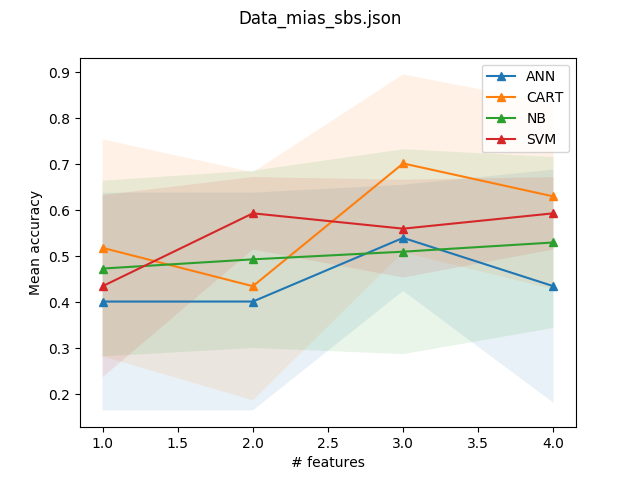 Data_mias_sbs.json
0.9
0.8
0.7
0.6
0.5
0.4
0.3
0.2
Mean accuracy
ANN
CART
NB
SVM
1.0 1.5 2.0 2.5 3.0 3.5 4.0
# features